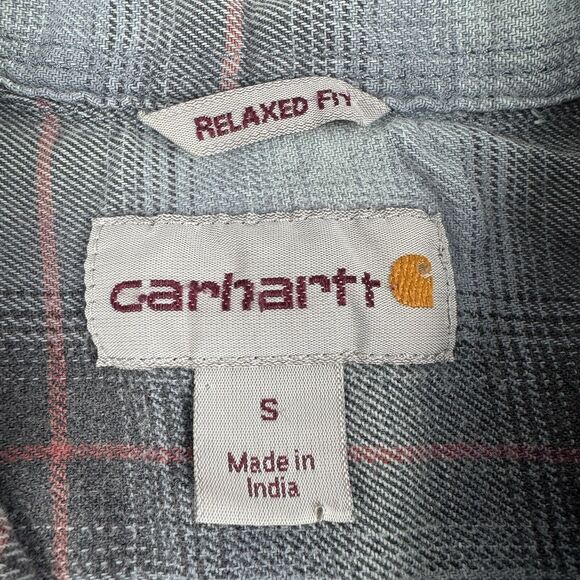 RELAXED FIT
carhartt
S
Made in
India